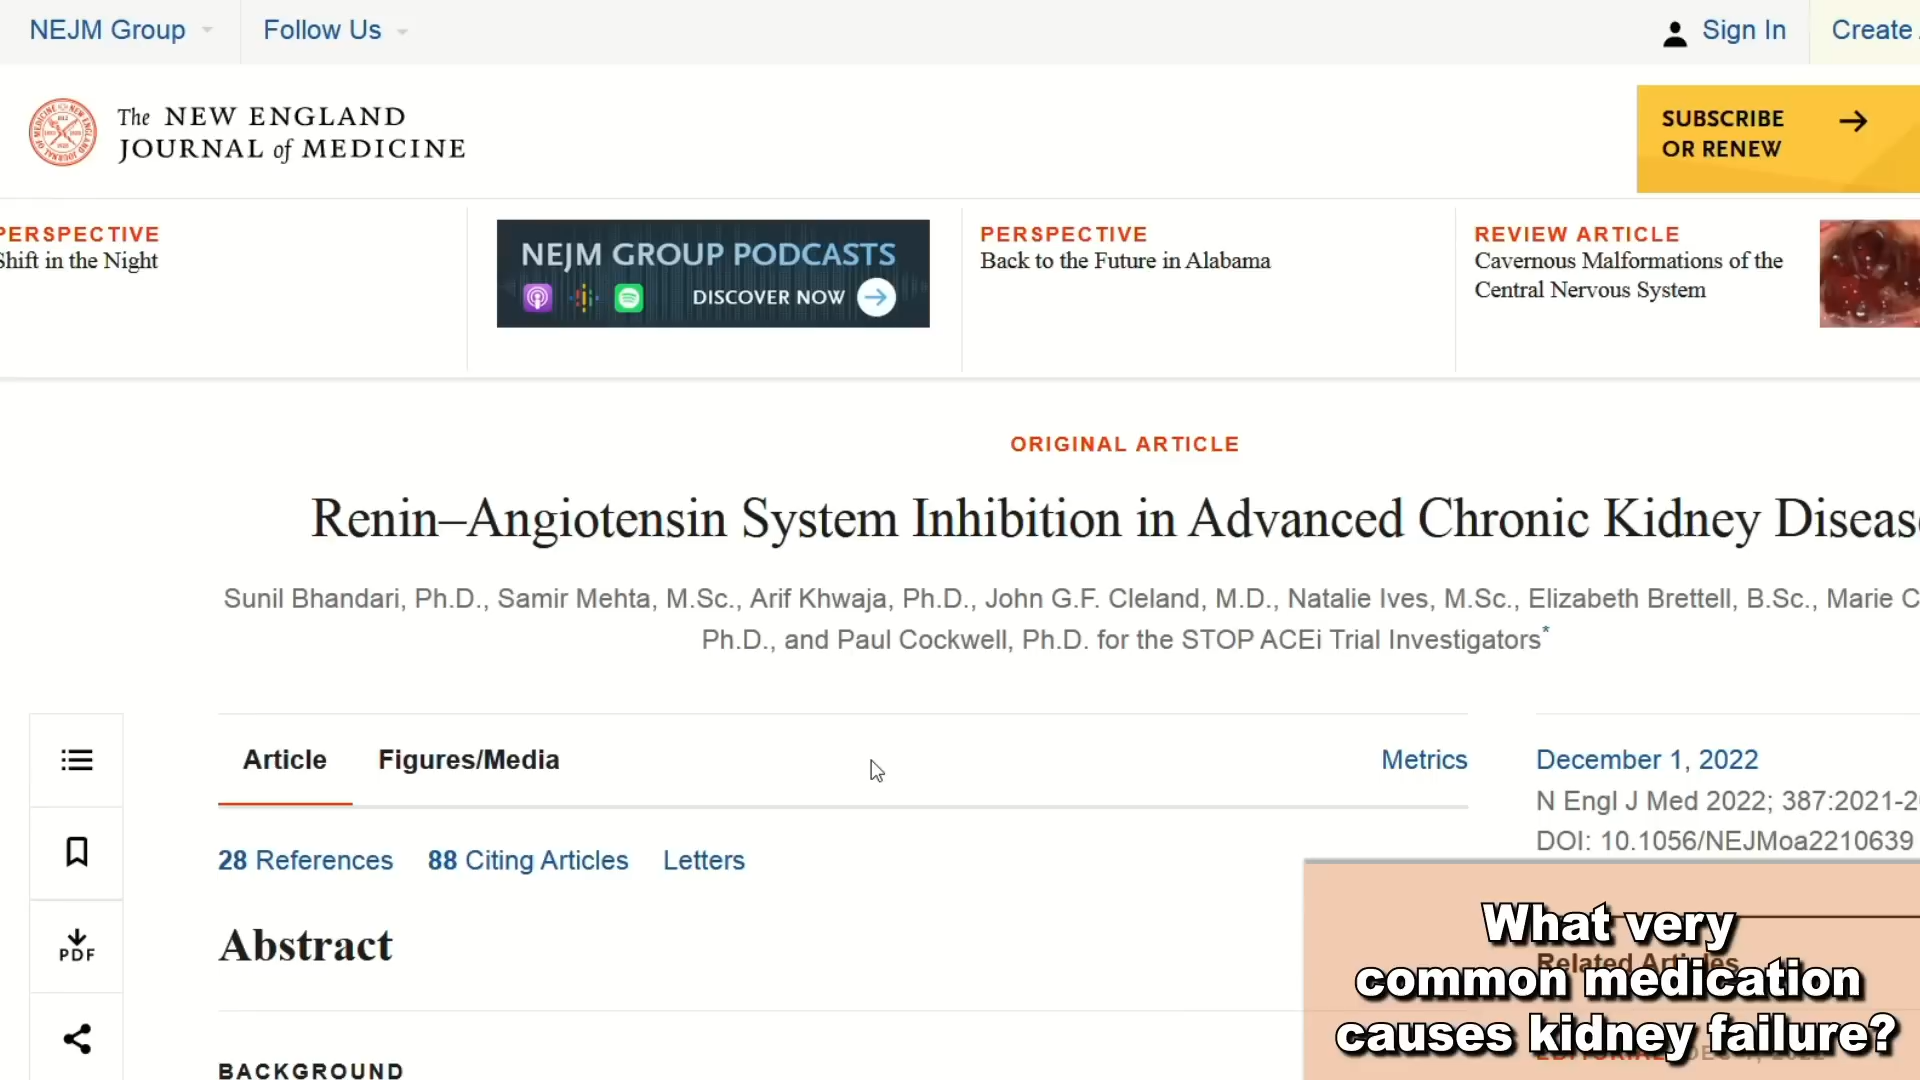 NEJM Group
Follow Us
Sign In
Create
The NEW ENGLAND
JOURNAL of MEDICINE
SUBSCRIBE
OR RENEW
PERSPECTIVE
Shift in the Night
NEJM GROUP PODCASTS
DISCOVER NOW
PERSPECTIVE
Back to the Future in Alabama
REVIEW ARTICLE
Cavernous Malformations of the
Central Nervous System
ORIGINAL ARTICLE
Renin–Angiotensin System Inhibition in Advanced Chronic Kidney Diseas
Sunil Bhandari, Ph.D., Samir Mehta, M.Sc., Arif Khwaja, Ph.D., John G.F. Cleland, M.D., Natalie Ives, M.Sc., Elizabeth Brettell, B.Sc., Marie C
Ph.D., and Paul Cockwell, Ph.D. for the STOP ACEi Trial Investigators*
Article
Figures/Media
Metrics
December 1, 2022
N Engl J Med 2022; 387:2021-2
DOI: 10.1056/NEJMoa2210639
28 References
88 Citing Articles
Letters
Abstract
PDF
BACKGROUND
Related Articles
What very
common medication
causes kidney failure?